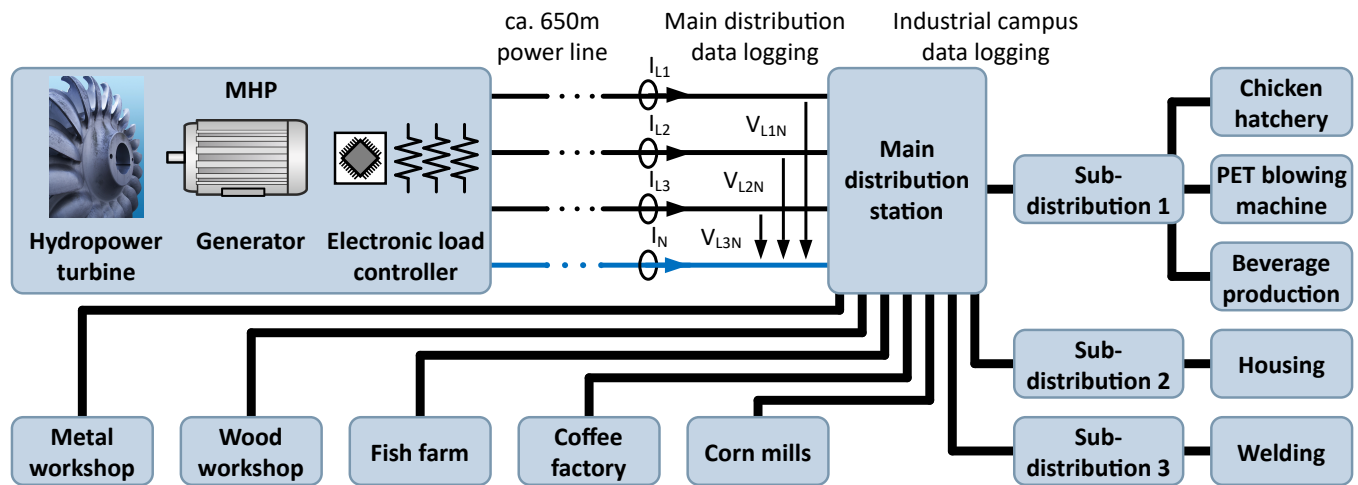 ca. 650m
power line
Main distribution
data logging
Industrial campus
data logging
MHP
Hydropower
turbine
Generator
Electronic load
controller
I_L1
I_L2
I_L3
I_N
V_L1N
V_L2N
V_L3N
Main
distribution
station
Sub-
distribution 1
Chicken
hatchery
PET blowing
machine
Beverage
production
Sub-
distribution 2
Housing
Sub-
distribution 3
Welding
Metal
workshop
Wood
workshop
Fish farm
Coffee
factory
Corn mills